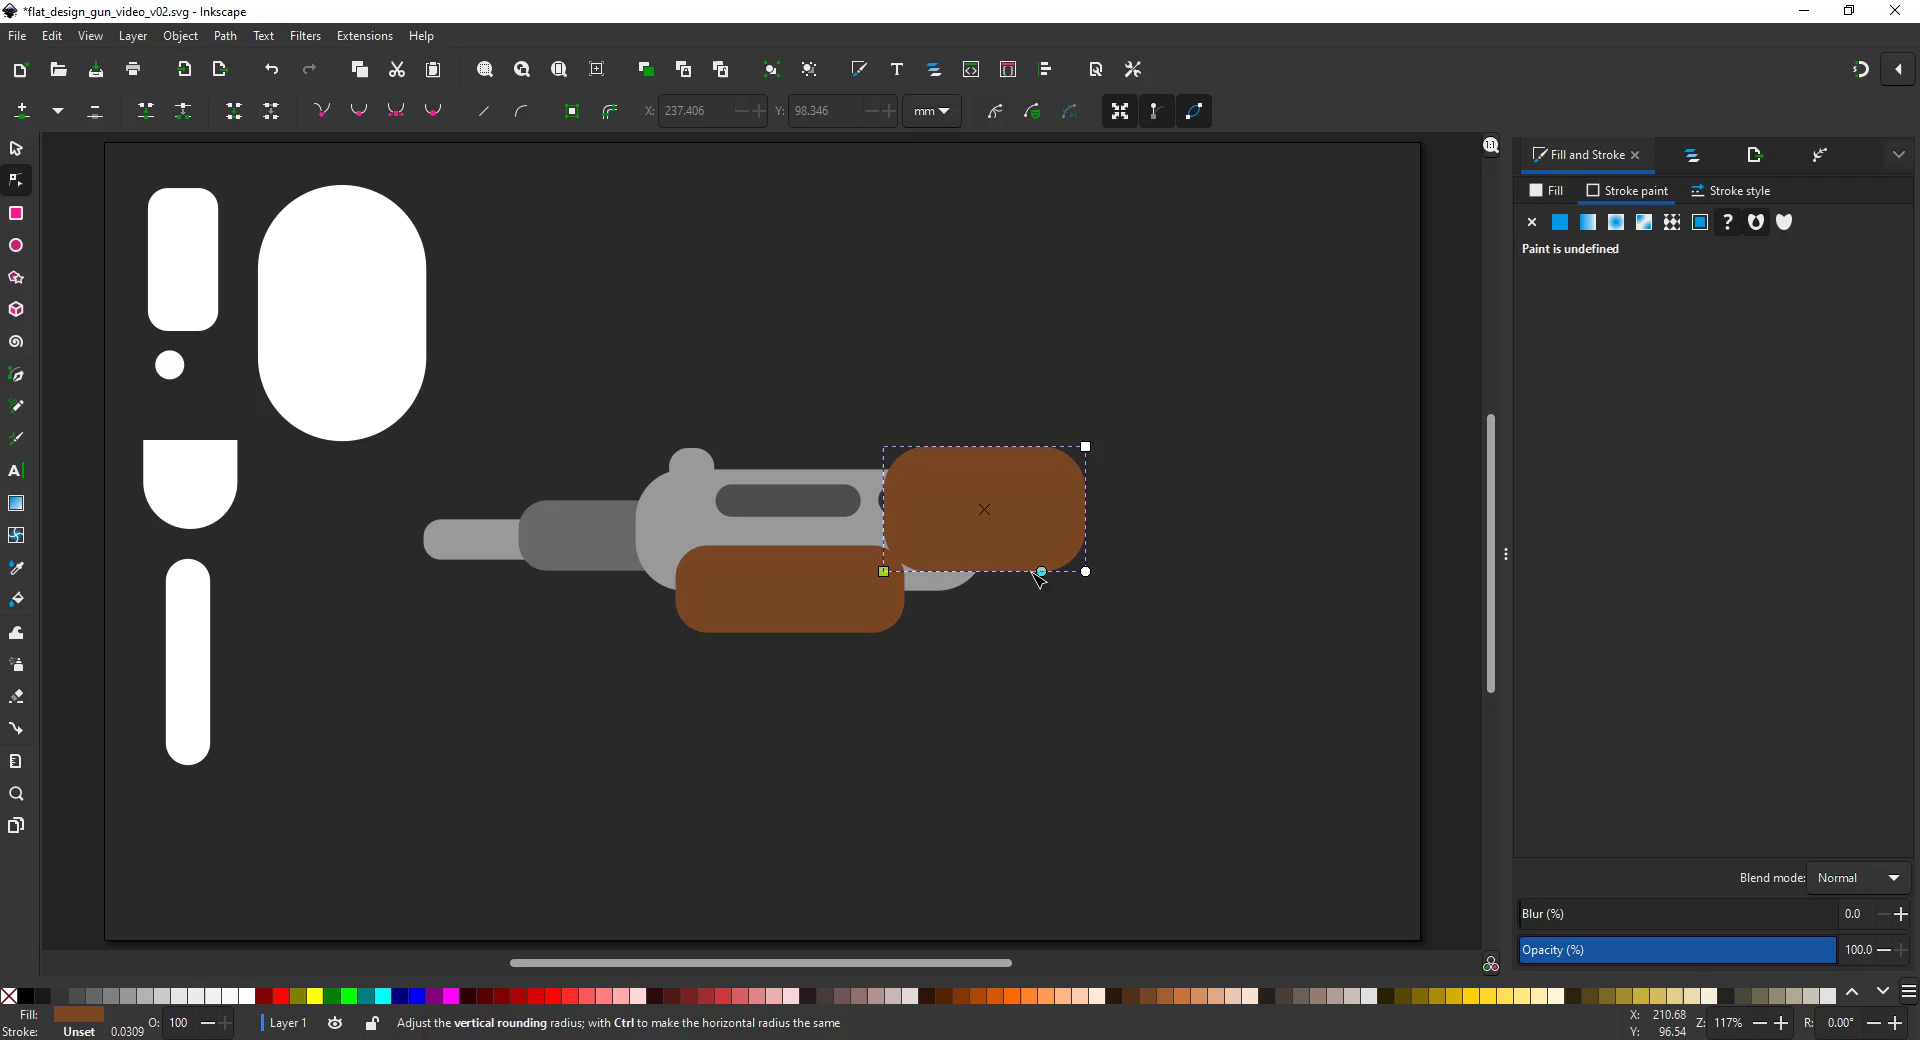 *flat_design_gun_video_v02.svg - Inkscape
File Edit View Layer Object Path Text Filters Extensions Help
X: 237.406 Y: 98.346 mm
Fill and Stroke
Fill Stroke paint Stroke style
Paint is undefined
Blend mode: Normal
Blur (%) 0.0
Opacity (%) 100.0
Fill:
Stroke: Unset 0.0309 O: 100 Layer 1 Adjust the vertical rounding radius; with Ctrl to make the horizontal radius the same
X: 210.68
Y: 96.54
Z: 117% R: 0.00°